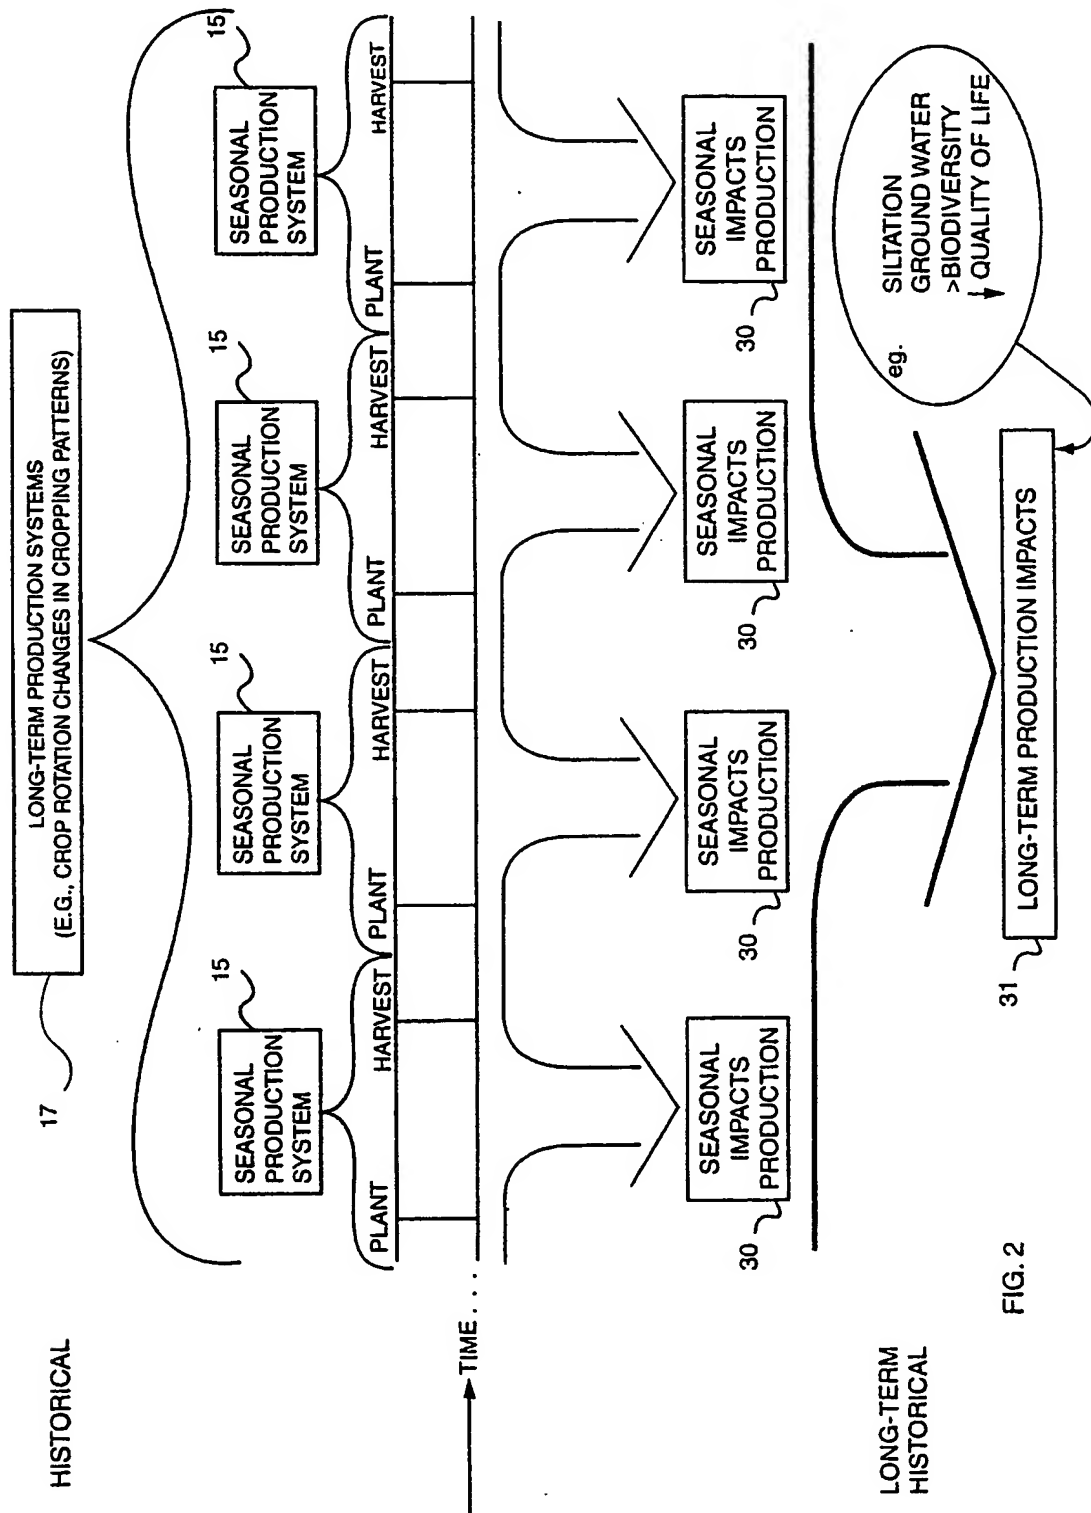 HISTORICAL
LONG-TERM PRODUCTION SYSTEMS
(E.G., CROP ROTATION CHANGES IN CROPPING PATTERNS)
17
SEASONAL
PRODUCTION
SYSTEM
15
SEASONAL
PRODUCTION
SYSTEM
15
SEASONAL
PRODUCTION
SYSTEM
15
SEASONAL
PRODUCTION
SYSTEM
15
PLANT
HARVEST
PLANT
HARVEST
PLANT
HARVEST
PLANT
HARVEST
TIME....
SEASONAL
IMPACTS
PRODUCTION
30
SEASONAL
IMPACTS
PRODUCTION
30
SEASONAL
IMPACTS
PRODUCTION
30
SEASONAL
IMPACTS
PRODUCTION
30
LONG-TERM
HISTORICAL
eg.
SILTATION
GROUND WATER
>BIODIVERSITY
↓ QUALITY OF LIFE
31
LONG-TERM PRODUCTION IMPACTS
FIG. 2